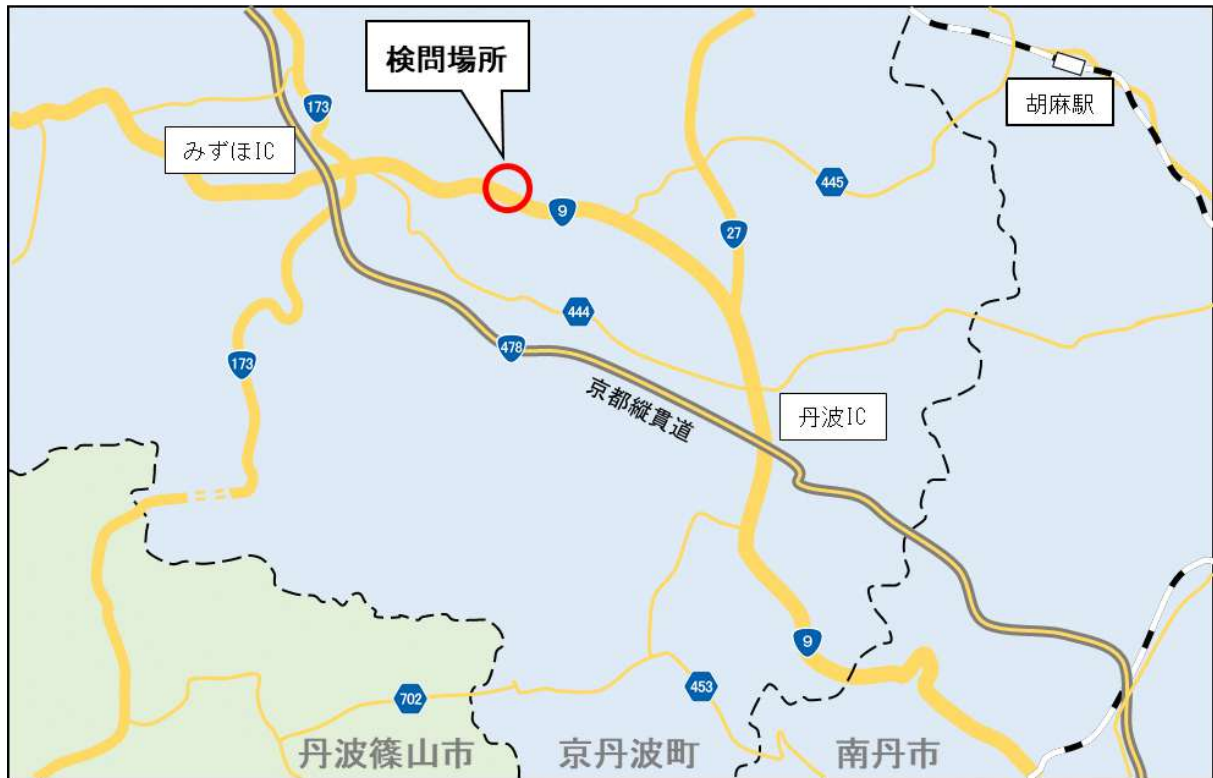 検問場所
胡麻駅
173
みずほIC
445
9
27
444
478
173
京都縦貫道
丹波IC
9
453
702
丹波篠山市
京丹波町
南丹市